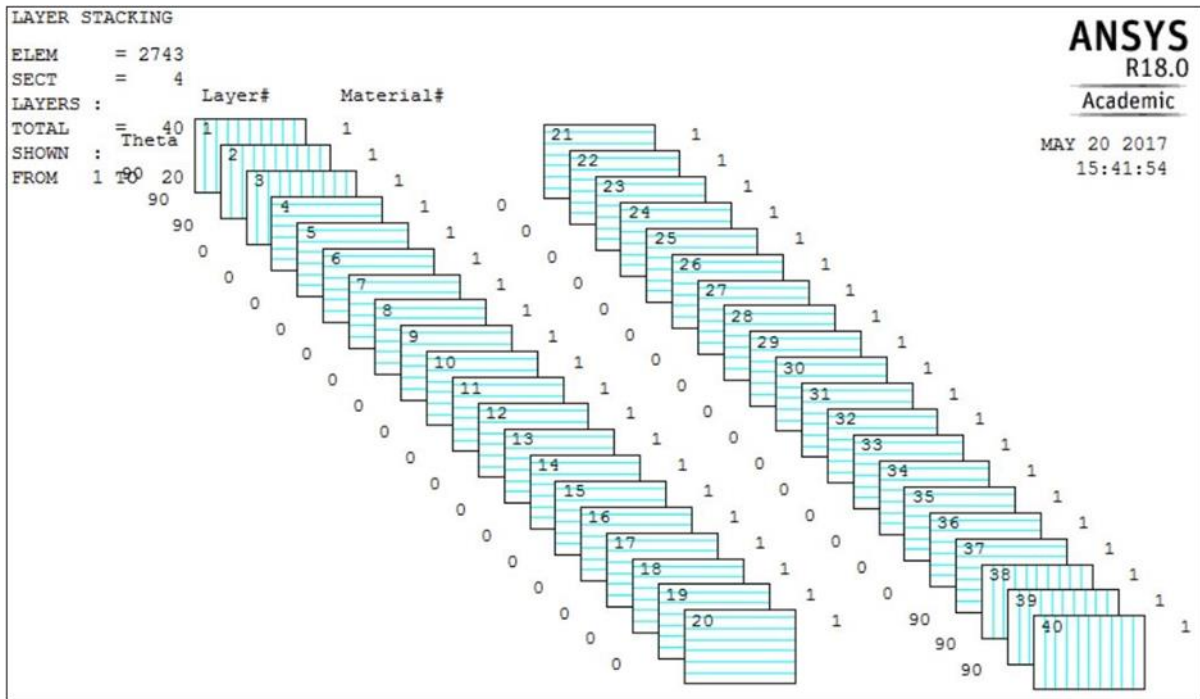 LAYER STACKING
ELEM = 2743
SECT = 4
LAYERS :
TOTAL = 40
SHOWN :
FROM 1 TO 20
ANSYS
R18.0
Academic
MAY 20 2017
15:41:54
Theta Layer# Material#
90 1 1
90 2 1
90 3 1
0 4 1
0 5 1
0 6 1
0 7 1
0 8 1
0 9 1
0 10 1
0 11 1
0 12 1
0 13 1
0 14 1
0 15 1
0 16 1
0 17 1
0 18 1
0 19 1
0 20 1
21 1
0 22 1
0 23 1
0 24 1
0 25 1
0 26 1
0 27 1
0 28 1
0 29 1
0 30 1
0 31 1
0 32 1
0 33 1
0 34 1
0 35 1
0 36 1
0 37 1
90 38 1
90 39 1
90 40 1